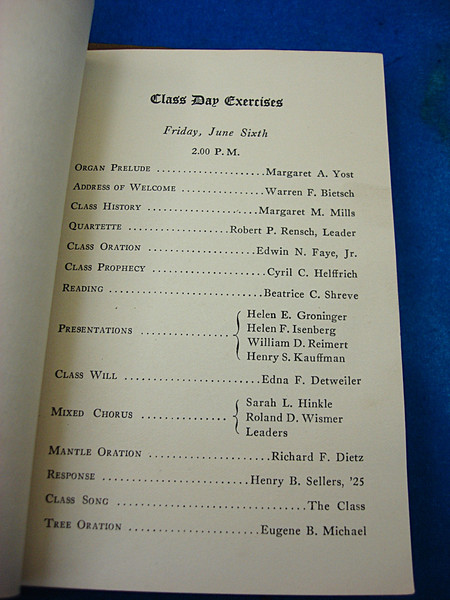 Class Day Exercises
Friday, June Sixth
2.00 P.M.
Organ Prelude ....................Margaret A. Yost
Address of Welcome ................Warren F. Bietsch
Class History ....................Margaret M. Mills
Quartette ........................Robert P. Rensch, Leader
Class Oration .....................Edwin N. Faye, Jr.
Class Prophecy .....................Cyril C. Helffrich
Reading ............................Beatrice C. Shreve
Helen E. Groninger
Helen F. Isenberg
Presentations ................
William D. Reimert
Henry S. Kauffman
Class Will .........................Edna F. Detweiler
Sarah L. Hinkle
Mixed Chorus ................ Roland D. Wismer
Leaders
Mantle Oration ......................Richard F. Dietz
Response ..........................Henry B. Sellers, '25
Class Song ..................................The Class
Tree Oration .......................Eugene B. Michael